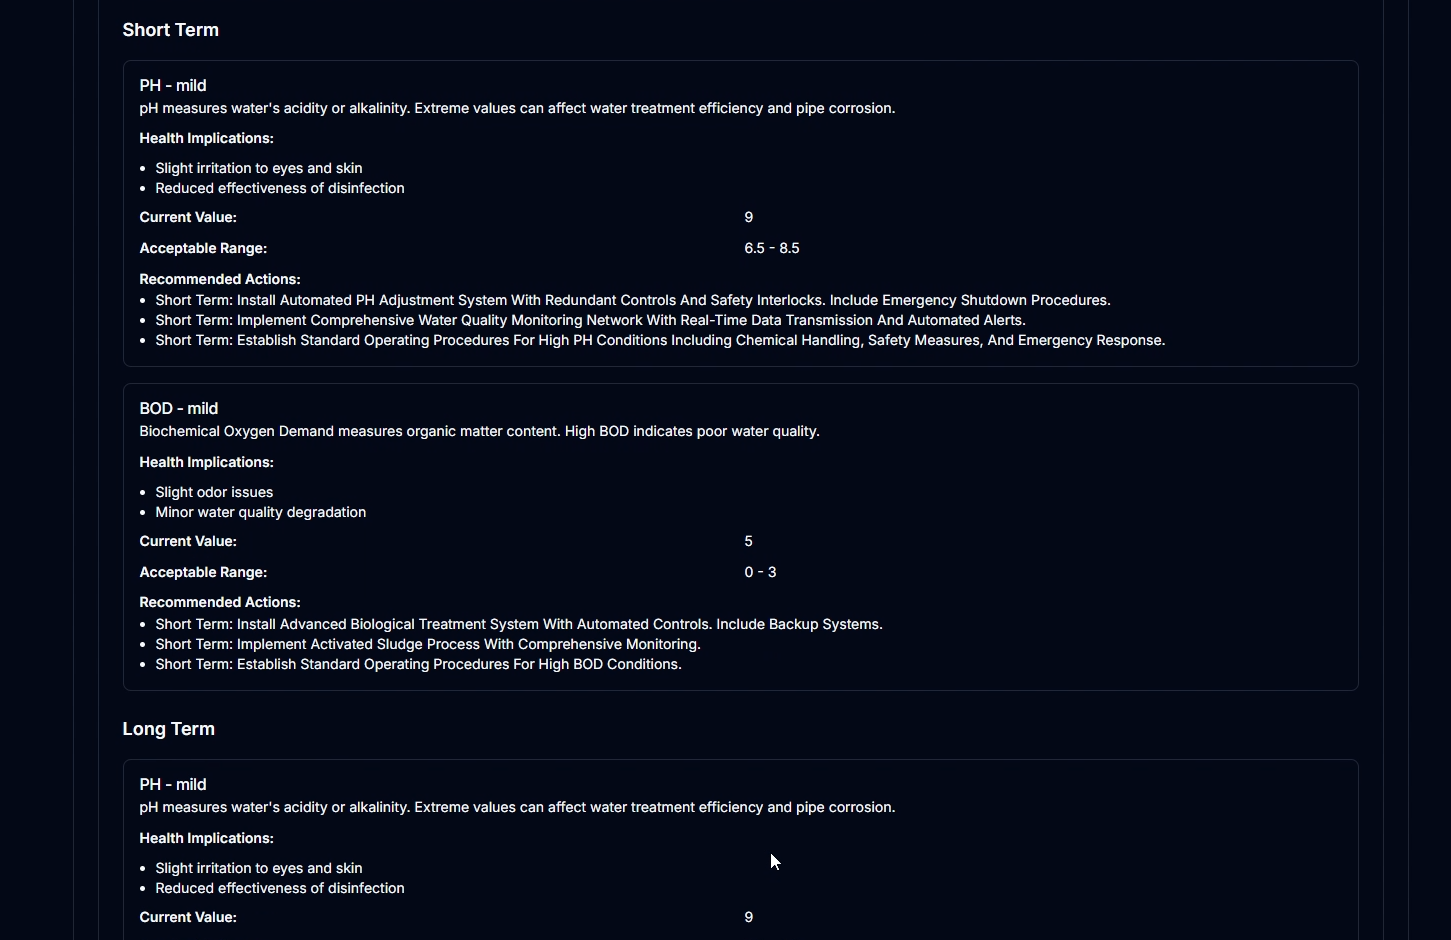 Short Term
PH - mild
pH measures water's acidity or alkalinity. Extreme values can affect water treatment efficiency and pipe corrosion.
Health Implications:
• Slight irritation to eyes and skin
• Reduced effectiveness of disinfection
Current Value: 9
Acceptable Range: 6.5 - 8.5
Recommended Actions:
• Short Term: Install Automated PH Adjustment System With Redundant Controls And Safety Interlocks. Include Emergency Shutdown Procedures.
• Short Term: Implement Comprehensive Water Quality Monitoring Network With Real-Time Data Transmission And Automated Alerts.
• Short Term: Establish Standard Operating Procedures For High PH Conditions Including Chemical Handling, Safety Measures, And Emergency Response.
BOD - mild
Biochemical Oxygen Demand measures organic matter content. High BOD indicates poor water quality.
Health Implications:
• Slight odor issues
• Minor water quality degradation
Current Value: 5
Acceptable Range: 0 - 3
Recommended Actions:
• Short Term: Install Advanced Biological Treatment System With Automated Controls. Include Backup Systems.
• Short Term: Implement Activated Sludge Process With Comprehensive Monitoring.
• Short Term: Establish Standard Operating Procedures For High BOD Conditions.
Long Term
PH - mild
pH measures water's acidity or alkalinity. Extreme values can affect water treatment efficiency and pipe corrosion.
Health Implications:
• Slight irritation to eyes and skin
• Reduced effectiveness of disinfection
Current Value: 9